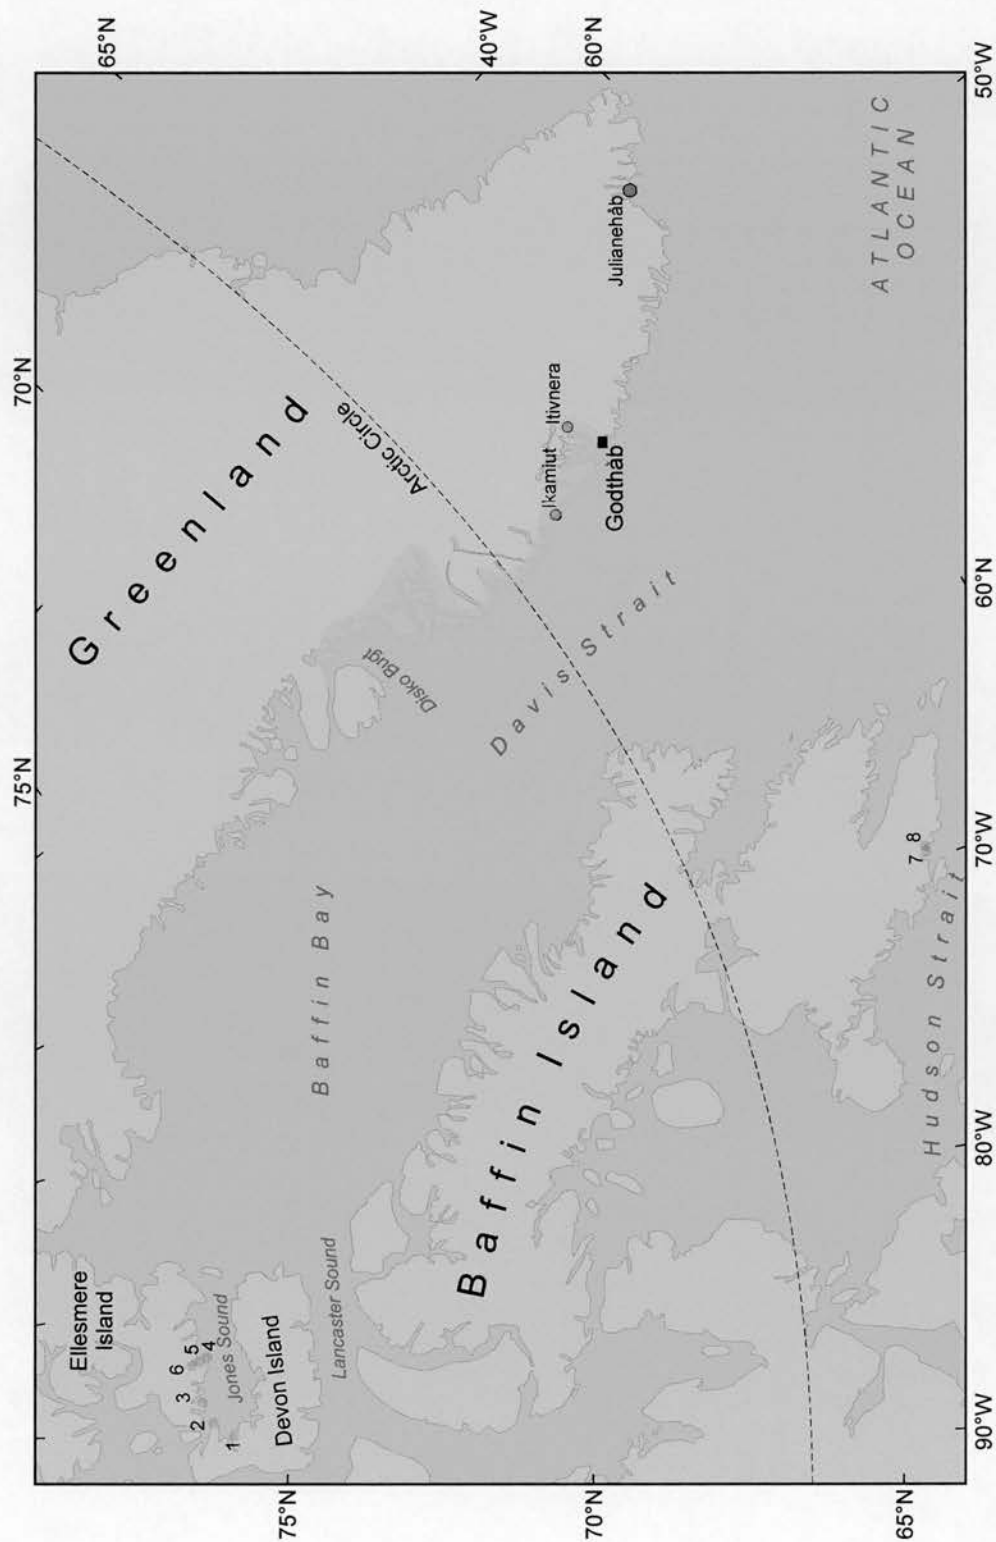 70°N
65°N
75°N
40°W
60°N
50°W
Greenland
Arctic Circle
Ellesmere
Island
6
5
4
3
2
1
Jones Sound
Devon Island
Lancaster Sound
Baffin Bay
Disko Bugt
Davis Strait
Ikamiut
Itivnera
Godthàb
Julianehàb
ATLANTIC
OCEAN
Baffin Island
Hudson Strait
7
8
75°N
70°N
65°N
90°W
80°W
70°W
60°N